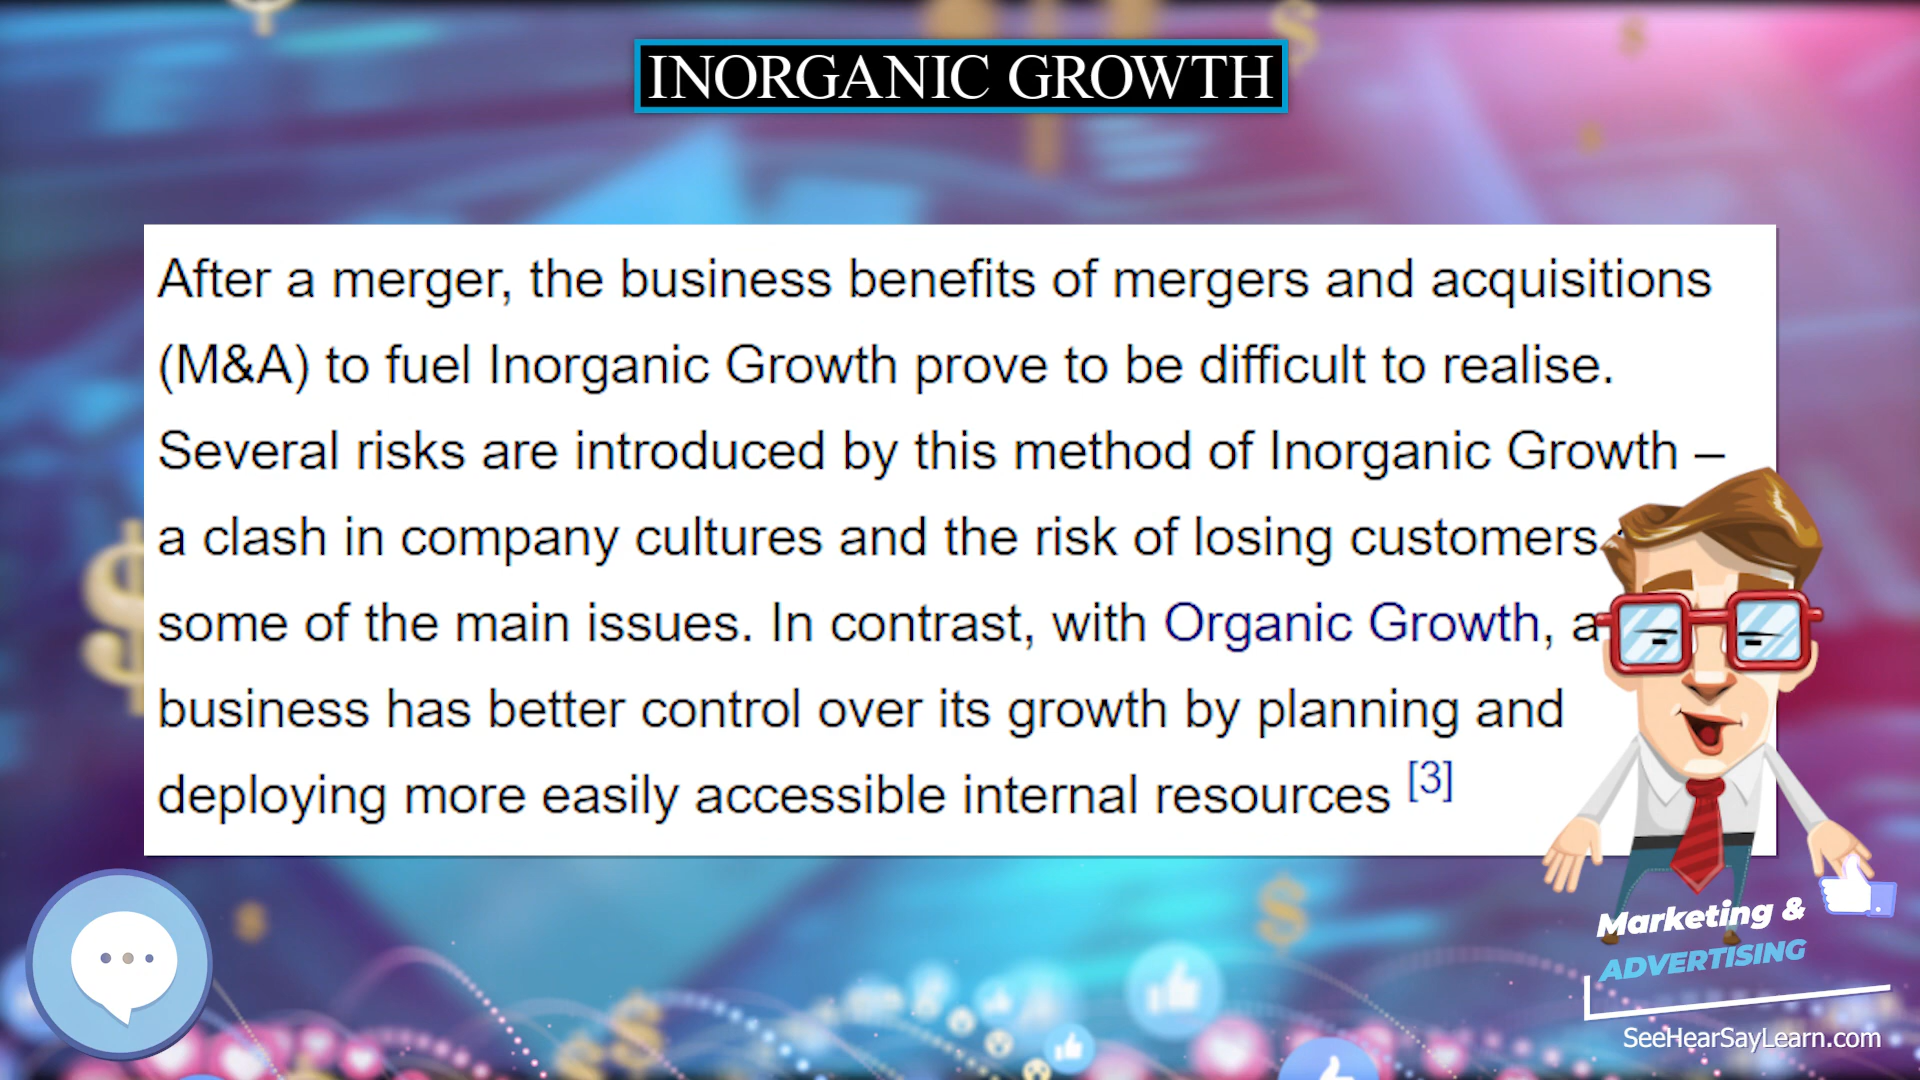 INORGANIC GROWTH
After a merger, the business benefits of mergers and acquisitions
(M&A) to fuel Inorganic Growth prove to be difficult to realise.
Several risks are introduced by this method of Inorganic Growth –
a clash in company cultures and the risk of losing customers
some of the main issues. In contrast, with Organic Growth, a
business has better control over its growth by planning and
deploying more easily accessible internal resources [3]
Marketing &
ADVERTISING
SeeHearSayLearn.com